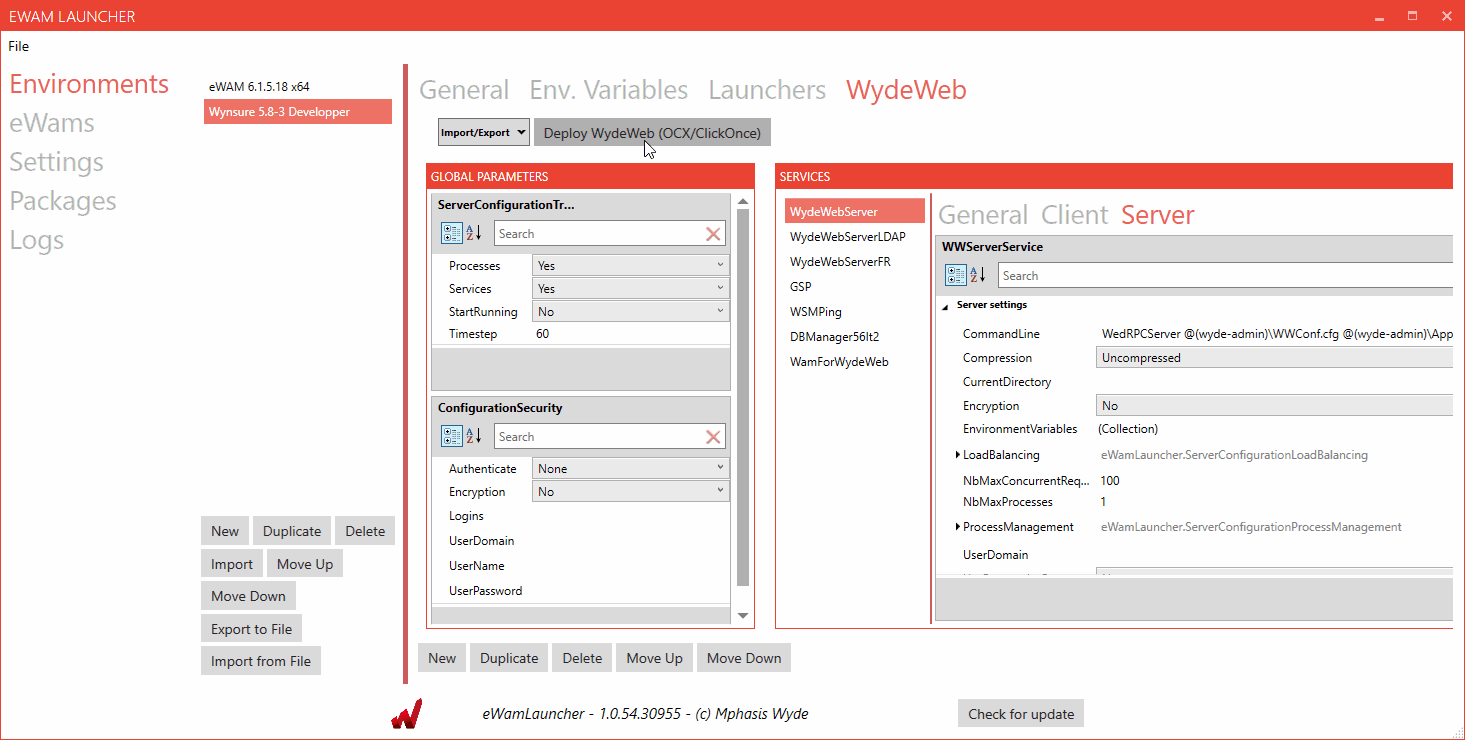 EWAM LAUNCHER
File
Environments
eWams
Settings
Packages
Logs
eWAM 6.1.5.18 x64
Wynsure 5.8-3 Developper
New Duplicate Delete
Import Move Up
Move Down
Export to File
Import from File
General Env. Variables Launchers WydeWeb
Import/Export Deploy WydeWeb (OCX/ClickOnce)
GLOBAL PARAMETERS
ServerConfigurationTr...
Search
Processes Yes
Services Yes
StartRunning No
Timestep 60
ConfigurationSecurity
Search
Authenticate None
Encryption No
Logins
UserDomain
UserName
UserPassword
SERVICES
WydeWebServer
WydeWebServerLDAP
WydeWebServerFR
GSP
WSMPing
DBManager56lt2
WamForWydeWeb
General Client Server
WWServerService
Search
Server settings
CommandLine WedRPCServer @(wyde-admin)\WWConf.cfg @(wyde-admin)\App
Compression Uncompressed
CurrentDirectory
Encryption No
EnvironmentVariables (Collection)
LoadBalancing eWamLauncher.ServerConfigurationLoadBalancing
NbMaxConcurrentReq... 100
NbMaxProcesses 1
ProcessManagement eWamLauncher.ServerConfigurationProcessManagement
UserDomain
New Duplicate Delete Move Up Move Down
eWamLauncher - 1.0.54.30955 - (c) Mphasis Wyde
Check for update